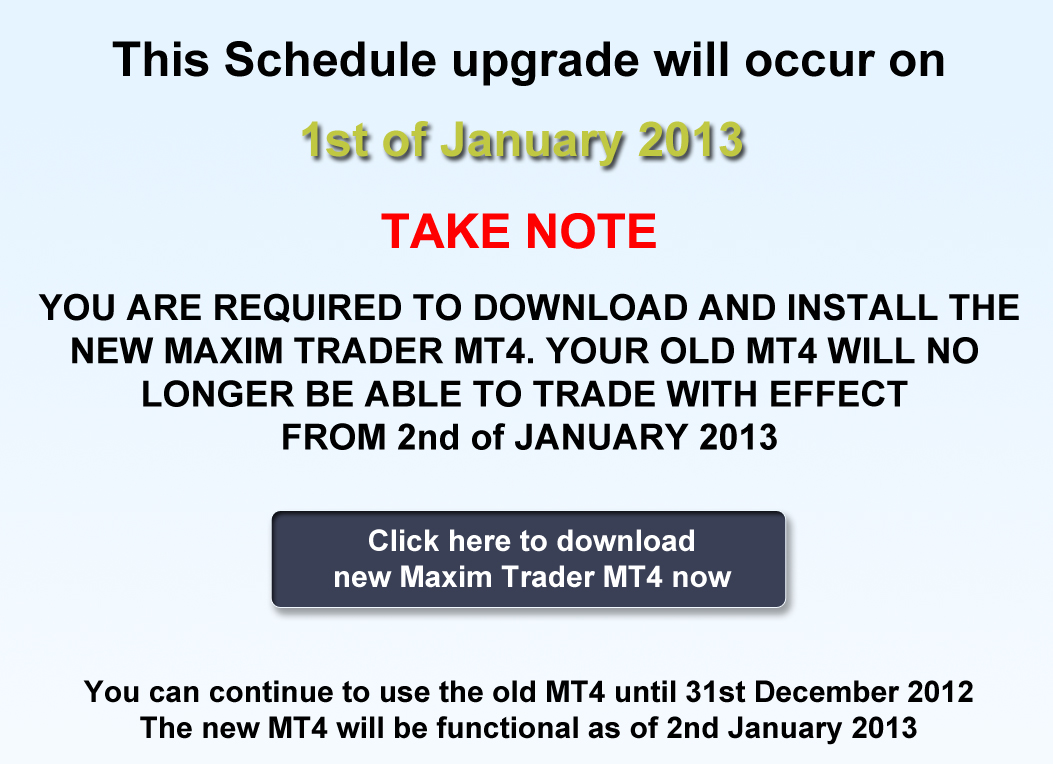 This Schedule upgrade will occur on
1st of January 2013
TAKE NOTE
YOU ARE REQUIRED TO DOWNLOAD AND INSTALL THE
NEW MAXIM TRADER MT4. YOUR OLD MT4 WILL NO
LONGER BE ABLE TO TRADE WITH EFFECT
FROM 2nd of JANUARY 2013
Click here to download
new Maxim Trader MT4 now
You can continue to use the old MT4 until 31st December 2012
The new MT4 will be functional as of 2nd January 2013